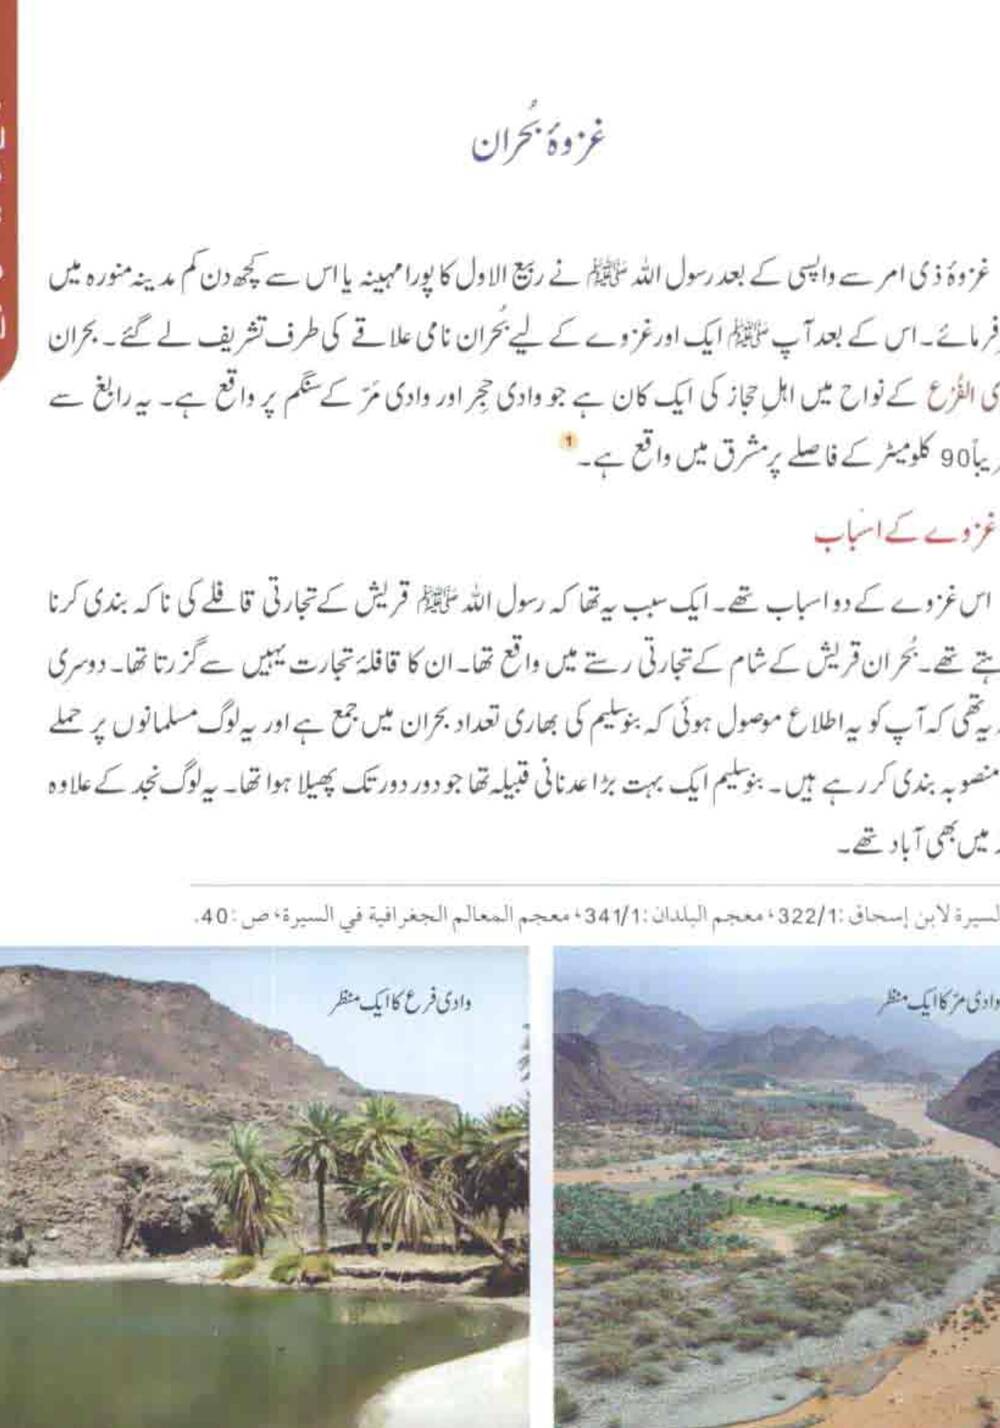 غزوۂ بُحران
غزوۂ ذی امر سے واپسی کے بعد رسول اللہ ﷺ نے ربیع الاول کا پورا مہینہ یا اس سے کچھ دن کم مدینہ منورہ میں
فرمائے۔ اس کے بعد آپ ﷺ ایک اور غزوے کے لیے بُحران نامی علاقے کی طرف تشریف لے گئے۔ بحران
الفُرْع کے نواح میں اہلِ حجاز کی ایک کان ہے جو وادی حَجر اور وادی مَرّ کے سنگم پر واقع ہے۔ یہ رابغ سے
90 کلومیٹر کے فاصلے پر مشرق میں واقع ہے۔ 1
غزوے کے اسباب
اس غزوے کے دو اسباب تھے۔ ایک سبب یہ تھا کہ رسول اللہ ﷺ قریش کے تجارتی قافلے کی ناکہ بندی کرنا
تھے۔ بُحران قریش کے شام کے تجارتی رستے میں واقع تھا۔ ان کا قافلۂ تجارت یہیں سے گزرتا تھا۔ دوسری
یہ تھی کہ آپ کو یہ اطلاع موصول ہوئی کہ بنو سلیم کی بھاری تعداد بحران میں جمع ہے اور یہ لوگ مسلمانوں پر حملے
منصوبہ بندی کر رہے ہیں۔ بنو سلیم ایک بہت بڑا عدنانی قبیلہ تھا جو دور دور تک پھیلا ہوا تھا۔ یہ لوگ نجد کے علاوہ
میں بھی آباد تھے۔
السيرة لابن إسحاق :322/1، معجم البلدان :341/1، معجم المعالم الجغرافية في السيرة، ص :40.
وادی مرّ کا ایک منظر
وادی فرع کا ایک منظر